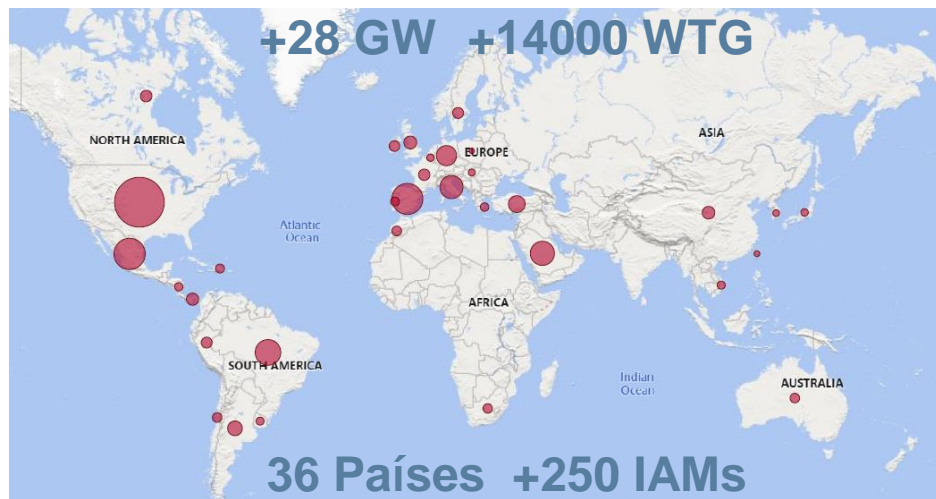 +28 GW +14000 WTG
NORTH AMERICA
ASIA
EUROPE
Atlantic
Ocean
AFRICA
SOUTH AMERICA
Indian
Ocean
AUSTRALIA
36 Países +250 IAMs